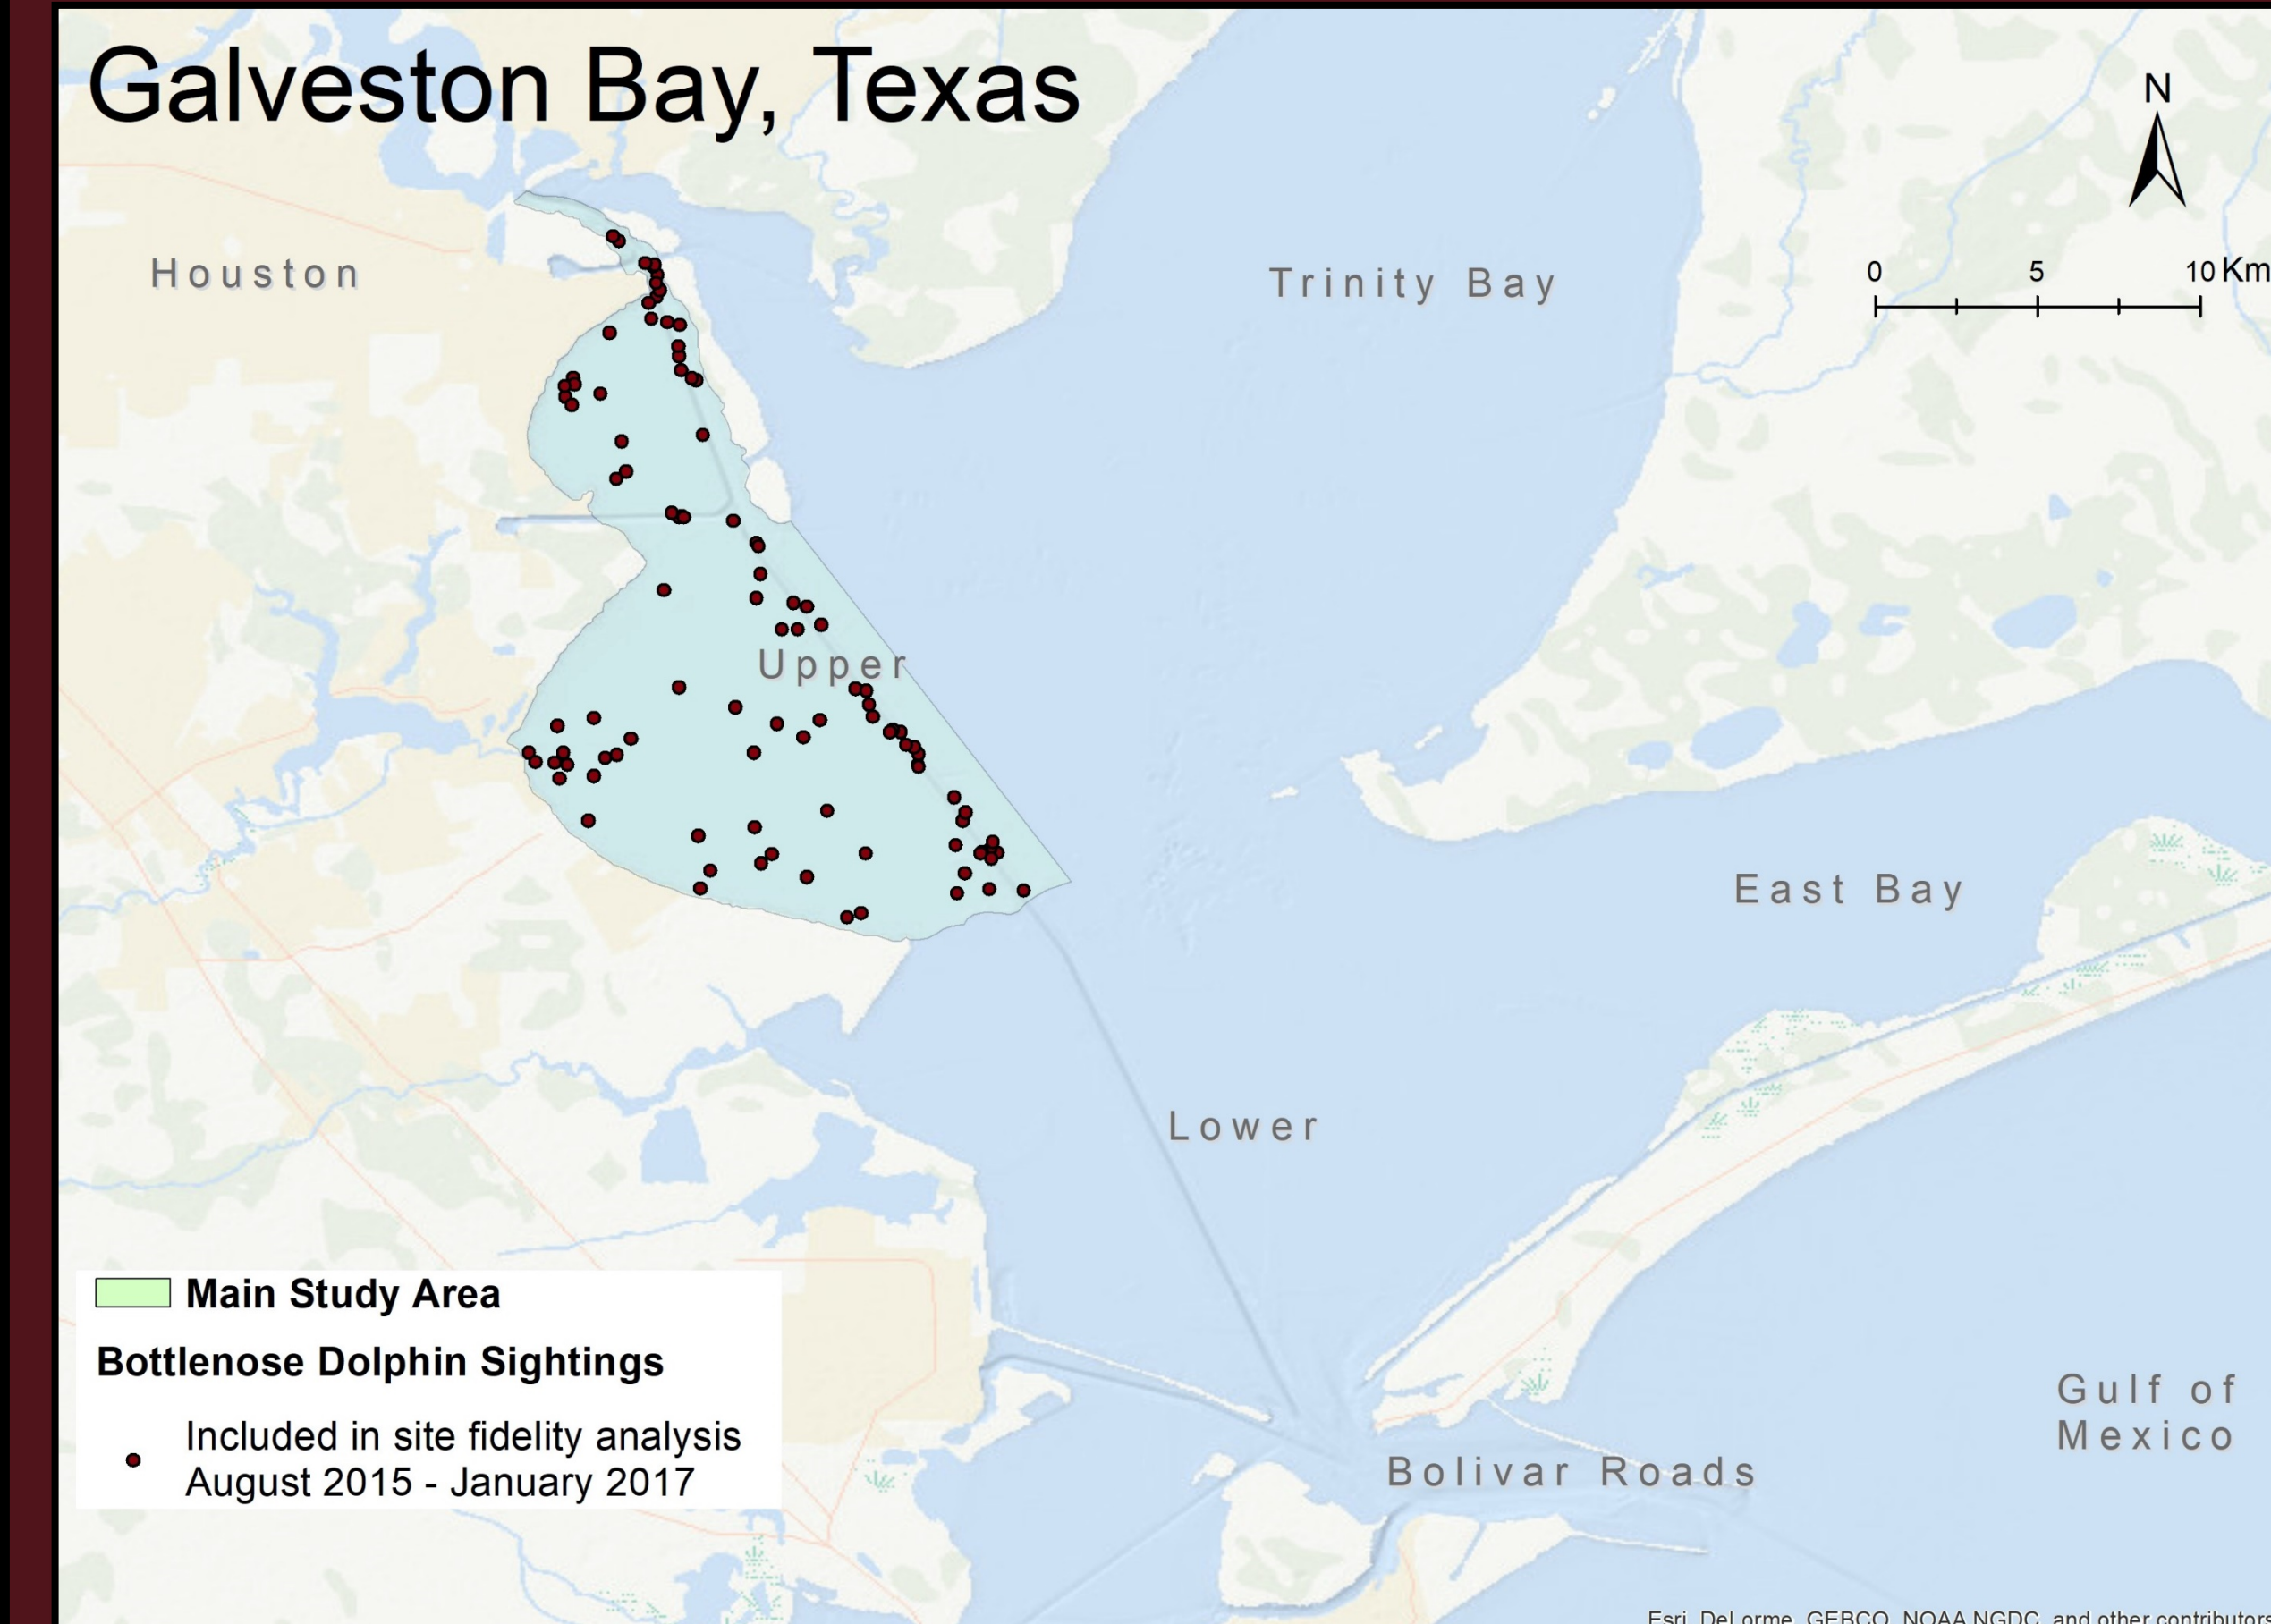 Galveston Bay, Texas
N
Houston
Trinity Bay
0 5 10 Km
Upper
East Bay
Lower
Main Study Area
Bottlenose Dolphin Sightings
Included in site fidelity analysis
August 2015 - January 2017
Gulf of
Mexico
Bolivar Roads
Esri, DeLorme, GEBCO, NOAA NGDC, and other contributors